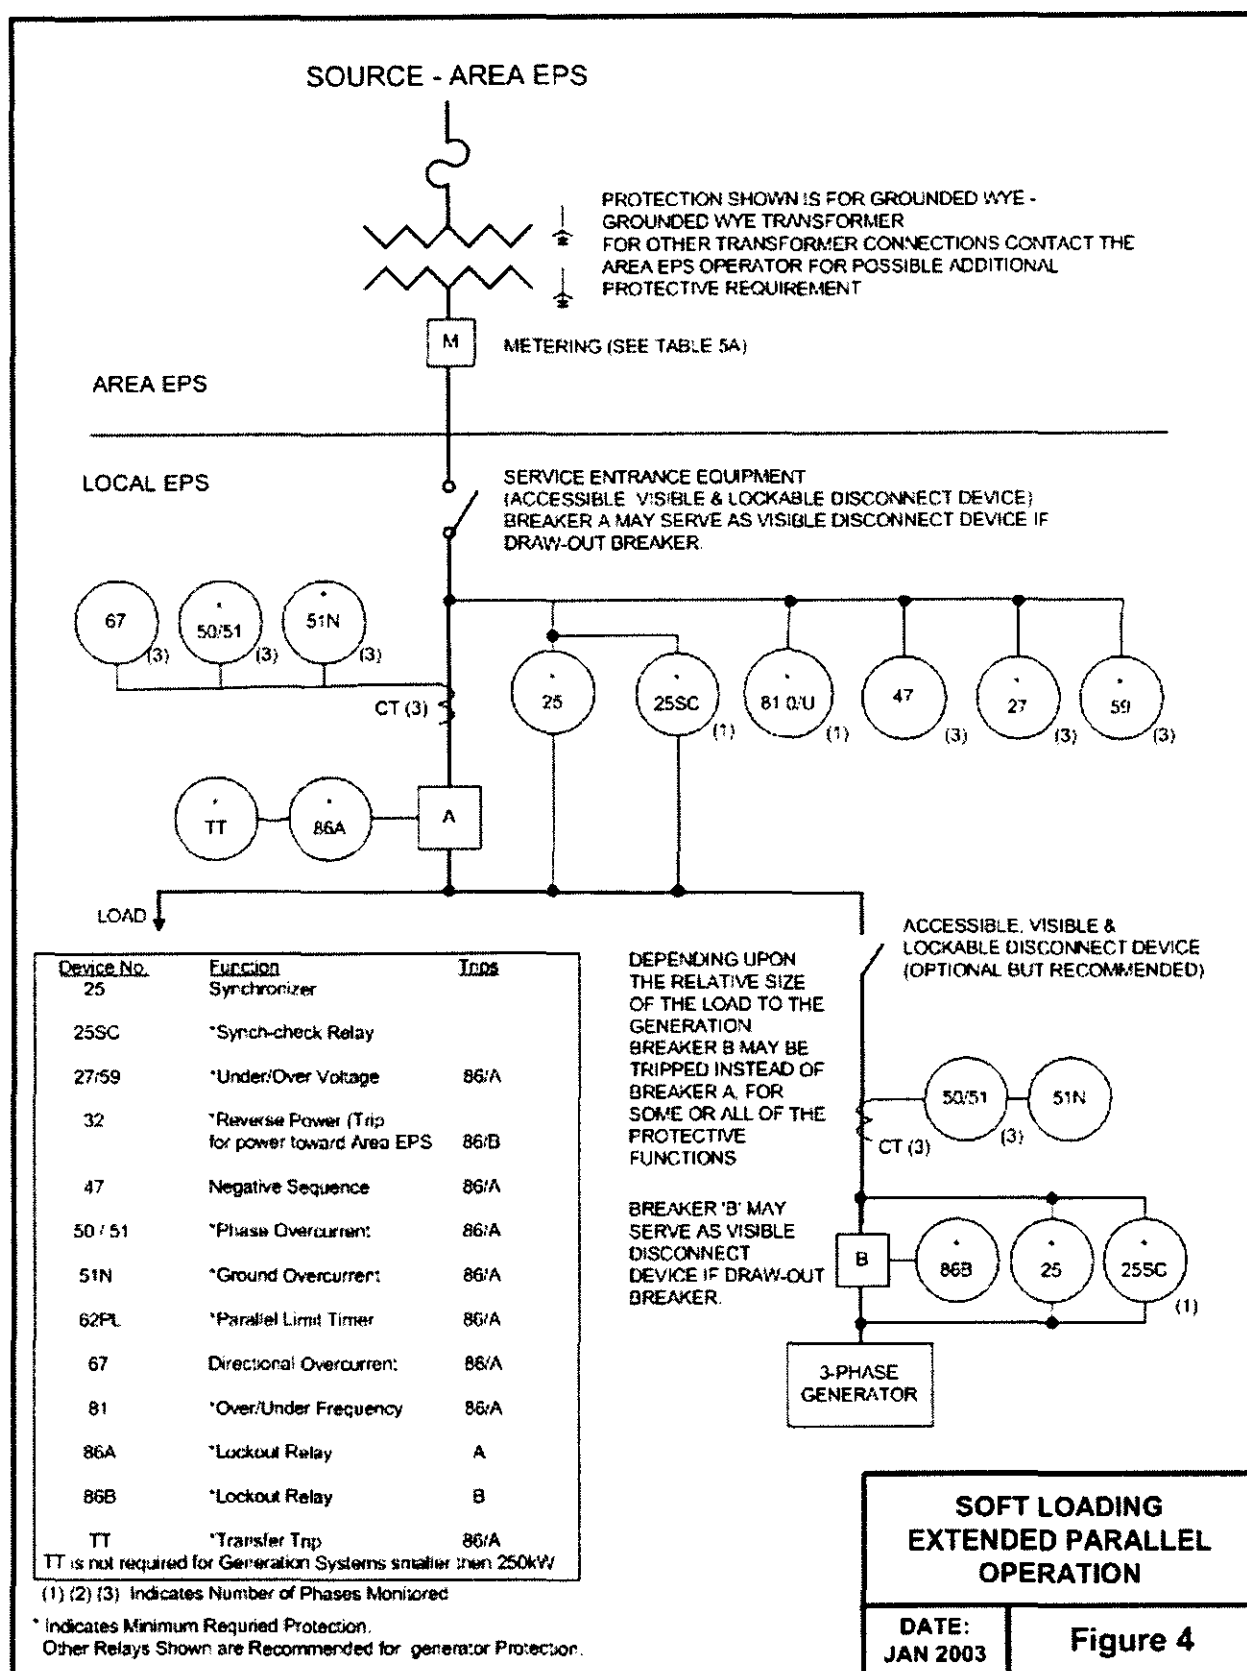 SOURCE - AREA EPS
PROTECTION SHOWN IS FOR GROUNDED WYE -
GROUNDED WYE TRANSFORMER
FOR OTHER TRANSFORMER CONNECTIONS CONTACT THE
AREA EPS OPERATOR FOR POSSIBLE ADDITIONAL
PROTECTIVE REQUIREMENT
M
METERING (SEE TABLE 5A)
AREA EPS
LOCAL EPS
SERVICE ENTRANCE EQUIPMENT
(ACCESSIBLE VISIBLE & LOCKABLE DISCONNECT DEVICE)
BREAKER A MAY SERVE AS VISIBLE DISCONNECT DEVICE IF
DRAW-OUT BREAKER.
67 (3)
* 50/51 (3)
* 51N (3)
CT (3)
* 25
* 25SC (1)
* 81 0/U (1)
47 (3)
* 27 (3)
* 59 (3)
* TT
* 86A
A
LOAD
ACCESSIBLE, VISIBLE &
LOCKABLE DISCONNECT DEVICE
(OPTIONAL BUT RECOMMENDED)
DEPENDING UPON
THE RELATIVE SIZE
OF THE LOAD TO THE
GENERATION
BREAKER B MAY BE
TRIPPED INSTEAD OF
BREAKER A, FOR
SOME OR ALL OF THE
PROTECTIVE
FUNCTIONS
50/51 (3)
51N
CT (3)
BREAKER 'B' MAY
SERVE AS VISIBLE
DISCONNECT
DEVICE IF DRAW-OUT
BREAKER.
B
* 86B
* 25
* 25SC (1)
3-PHASE
GENERATOR
Device No. Function Trips
25 Synchronizer
25SC *Synch-check Relay
27/59 *Under/Over Voltage 86/A
32 *Reverse Power (Trip
for power toward Area EPS 86/B
47 Negative Sequence 86/A
50 / 51 *Phase Overcurrent 86/A
51N *Ground Overcurrent 86/A
62PL *Parallel Limit Timer 86/A
67 Directional Overcurrent 86/A
81 *Over/Under Frequency 86/A
86A *Lockout Relay A
86B *Lockout Relay B
TT *Transfer Trip 86/A
TT is not required for Generation Systems smaller then 250kW
(1) (2) (3) Indicates Number of Phases Monitored
* Indicates Minimum Requried Protection.
Other Relays Shown are Recommended for generator Protection.
SOFT LOADING
EXTENDED PARALLEL
OPERATION
DATE:
JAN 2003
Figure 4